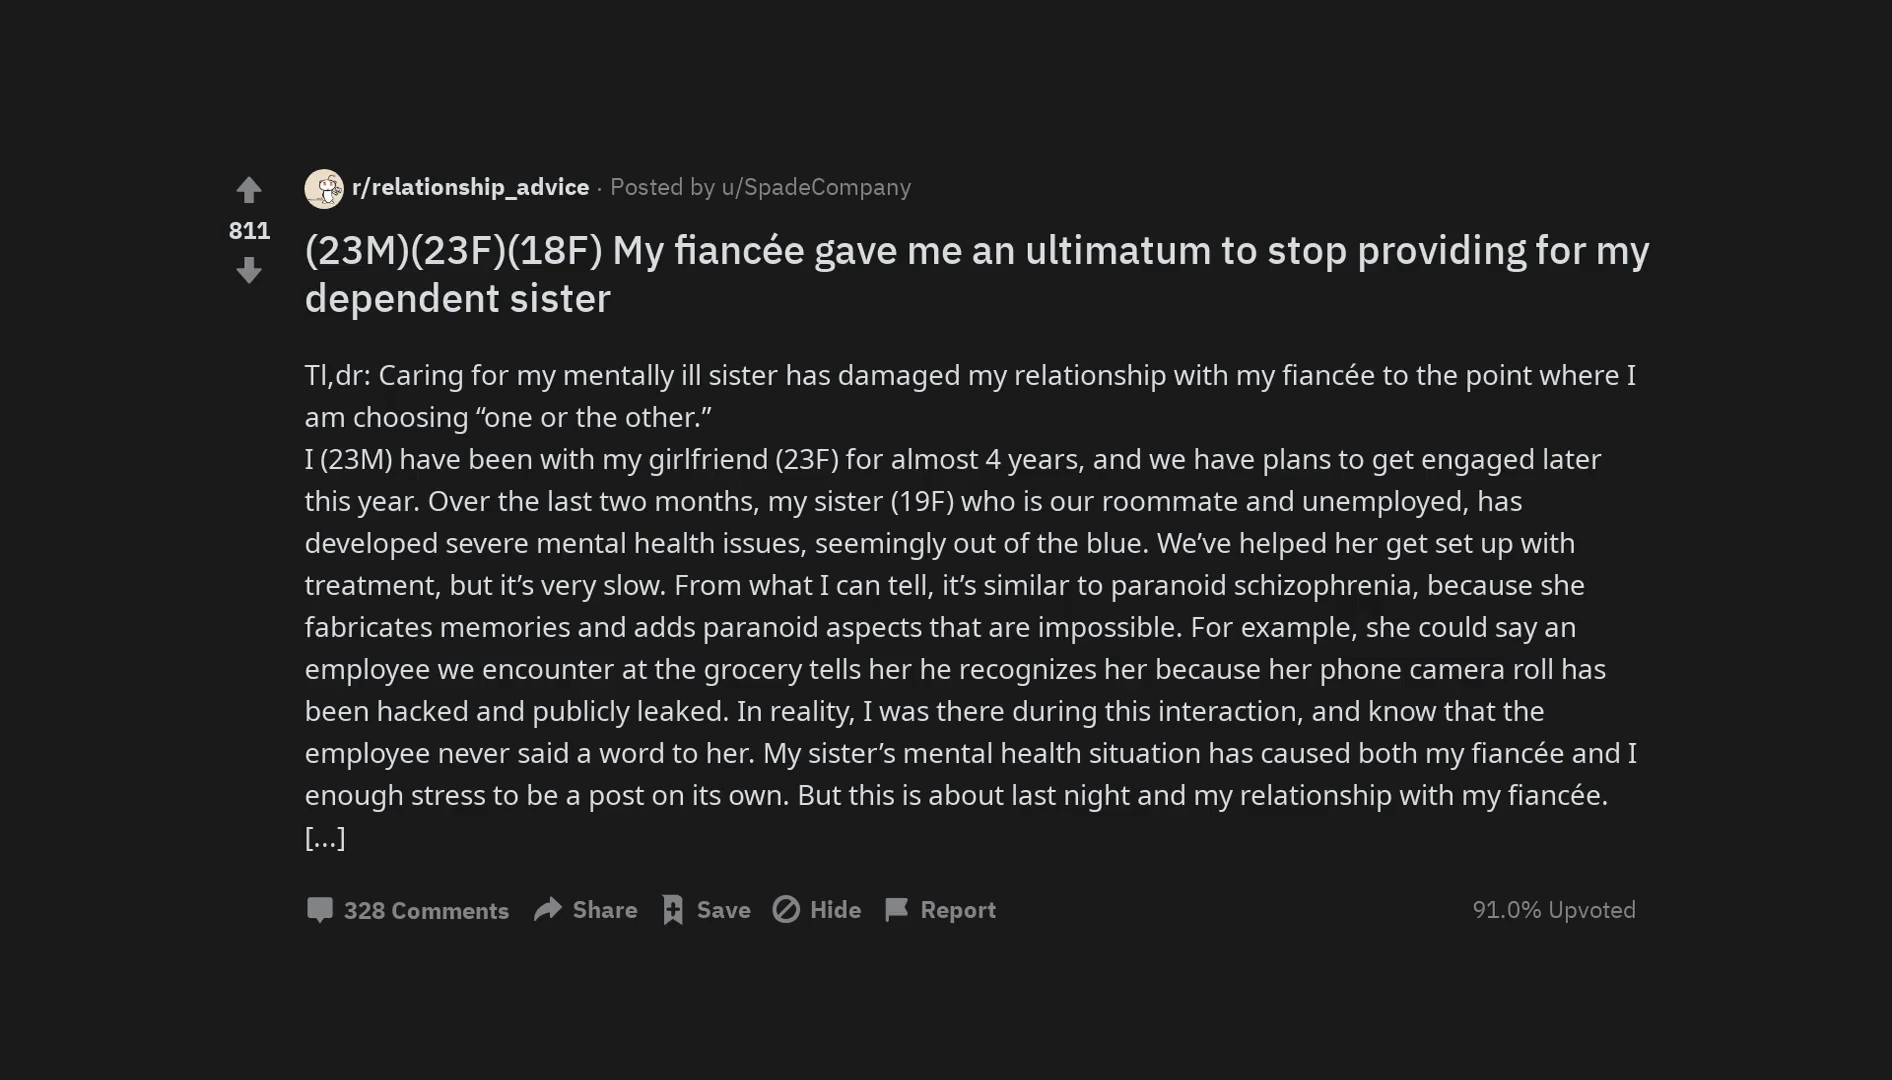 r/relationship_advice · Posted by u/SpadeCompany
811
(23M)(23F)(18F) My fiancée gave me an ultimatum to stop providing for my
dependent sister
Tl,dr: Caring for my mentally ill sister has damaged my relationship with my fiancée to the point where I
am choosing “one or the other.”
I (23M) have been with my girlfriend (23F) for almost 4 years, and we have plans to get engaged later
this year. Over the last two months, my sister (19F) who is our roommate and unemployed, has
developed severe mental health issues, seemingly out of the blue. We’ve helped her get set up with
treatment, but it’s very slow. From what I can tell, it’s similar to paranoid schizophrenia, because she
fabricates memories and adds paranoid aspects that are impossible. For example, she could say an
employee we encounter at the grocery tells her he recognizes her because her phone camera roll has
been hacked and publicly leaked. In reality, I was there during this interaction, and know that the
employee never said a word to her. My sister’s mental health situation has caused both my fiancée and I
enough stress to be a post on its own. But this is about last night and my relationship with my fiancée.
[...]
328 Comments Share Save Hide Report 91.0% Upvoted